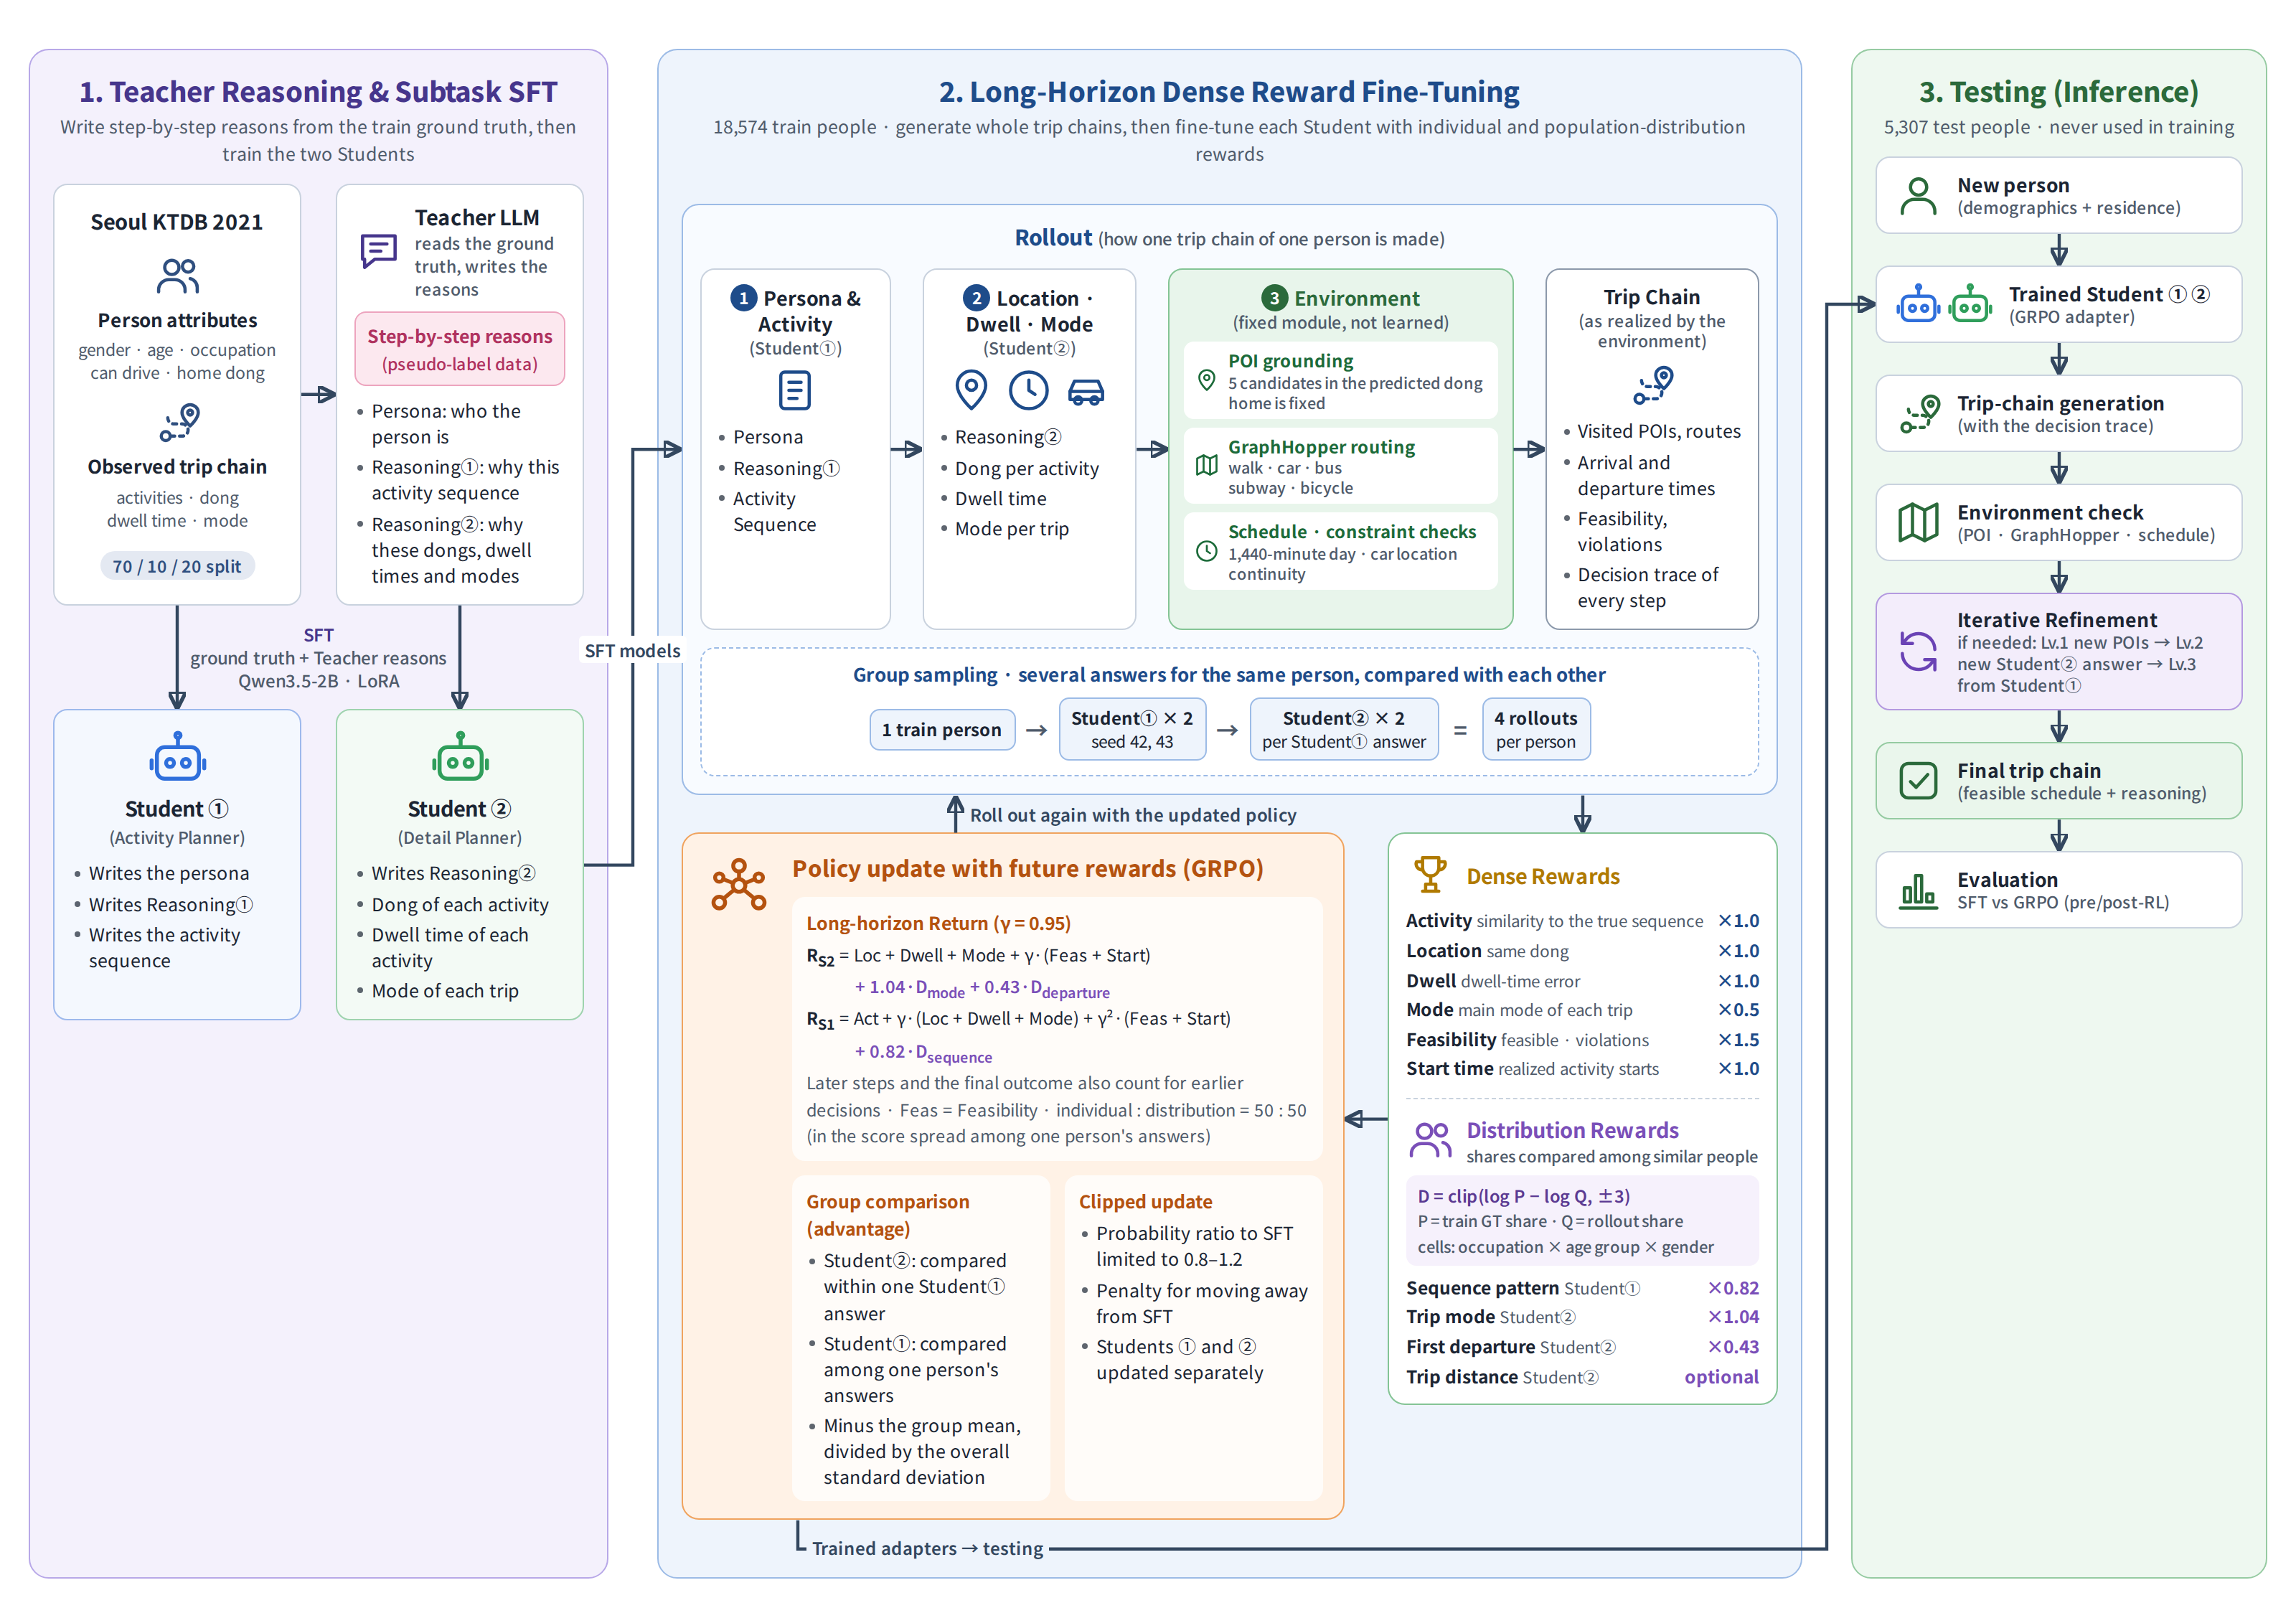 1. Teacher Reasoning & Subtask SFT
Write step-by-step reasons from the train ground truth, then
train the two Students
Seoul KTDB 2021
Person attributes
gender · age · occupation
can drive · home dong
Observed trip chain
activities · dong
dwell time · mode
70 / 10 / 20 split
Teacher LLM
reads the ground
truth, writes the
reasons
Step-by-step reasons
(pseudo-label data)
• Persona: who the
person is
• Reasoning①: why this
activity sequence
• Reasoning②: why
these dongs, dwell
times and modes
SFT
ground truth + Teacher reasons
Qwen3.5-2B · LoRA
Student ①
(Activity Planner)
• Writes the persona
• Writes Reasoning①
• Writes the activity
sequence
Student ②
(Detail Planner)
• Writes Reasoning②
• Dong of each activity
• Dwell time of each
activity
• Mode of each trip
SFT models
2. Long-Horizon Dense Reward Fine-Tuning
18,574 train people · generate whole trip chains, then fine-tune each Student with individual and population-distribution
rewards
Rollout (how one trip chain of one person is made)
1 Persona &
Activity
(Student①)
• Persona
• Reasoning①
• Activity
Sequence
2 Location ·
Dwell · Mode
(Student②)
• Reasoning②
• Dong per activity
• Dwell time
• Mode per trip
3 Environment
(fixed module, not learned)
POI grounding
5 candidates in the predicted dong
home is fixed
GraphHopper routing
walk · car · bus
subway · bicycle
Schedule · constraint checks
1,440-minute day · car location
continuity
Trip Chain
(as realized by the
environment)
• Visited POIs, routes
• Arrival and
departure times
• Feasibility,
violations
• Decision trace of
every step
Group sampling · several answers for the same person, compared with each other
1 train person →
Student① × 2
seed 42, 43
→
Student② × 2
per Student① answer
=
4 rollouts
per person
Roll out again with the updated policy
Policy update with future rewards (GRPO)
Long-horizon Return (γ = 0.95)
R_S2 = Loc + Dwell + Mode + γ · (Feas + Start)
+ 1.04 · D_mode + 0.43 · D_departure
R_S1 = Act + γ · (Loc + Dwell + Mode) + γ² · (Feas + Start)
+ 0.82 · D_sequence
Later steps and the final outcome also count for earlier
decisions · Feas = Feasibility · individual : distribution = 50 : 50
(in the score spread among one person's answers)
Group comparison
(advantage)
• Student②: compared
within one Student①
answer
• Student①: compared
among one person's
answers
• Minus the group mean,
divided by the overall
standard deviation
Clipped update
• Probability ratio to SFT
limited to 0.8–1.2
• Penalty for moving away
from SFT
• Students ① and ②
updated separately
Dense Rewards
Activity similarity to the true sequence ×1.0
Location same dong ×1.0
Dwell dwell-time error ×1.0
Mode main mode of each trip ×0.5
Feasibility feasible · violations ×1.5
Start time realized activity starts ×1.0
Distribution Rewards
shares compared among similar people
D = clip(log P − log Q, ±3)
P = train GT share · Q = rollout share
cells: occupation × age group × gender
Sequence pattern Student① ×0.82
Trip mode Student② ×1.04
First departure Student② ×0.43
Trip distance Student② optional
Trained adapters → testing
3. Testing (Inference)
5,307 test people · never used in training
New person
(demographics + residence)
Trained Student ① ②
(GRPO adapter)
Trip-chain generation
(with the decision trace)
Environment check
(POI · GraphHopper · schedule)
Iterative Refinement
if needed: Lv.1 new POIs → Lv.2
new Student② answer → Lv.3
from Student①
Final trip chain
(feasible schedule + reasoning)
Evaluation
SFT vs GRPO (pre/post-RL)